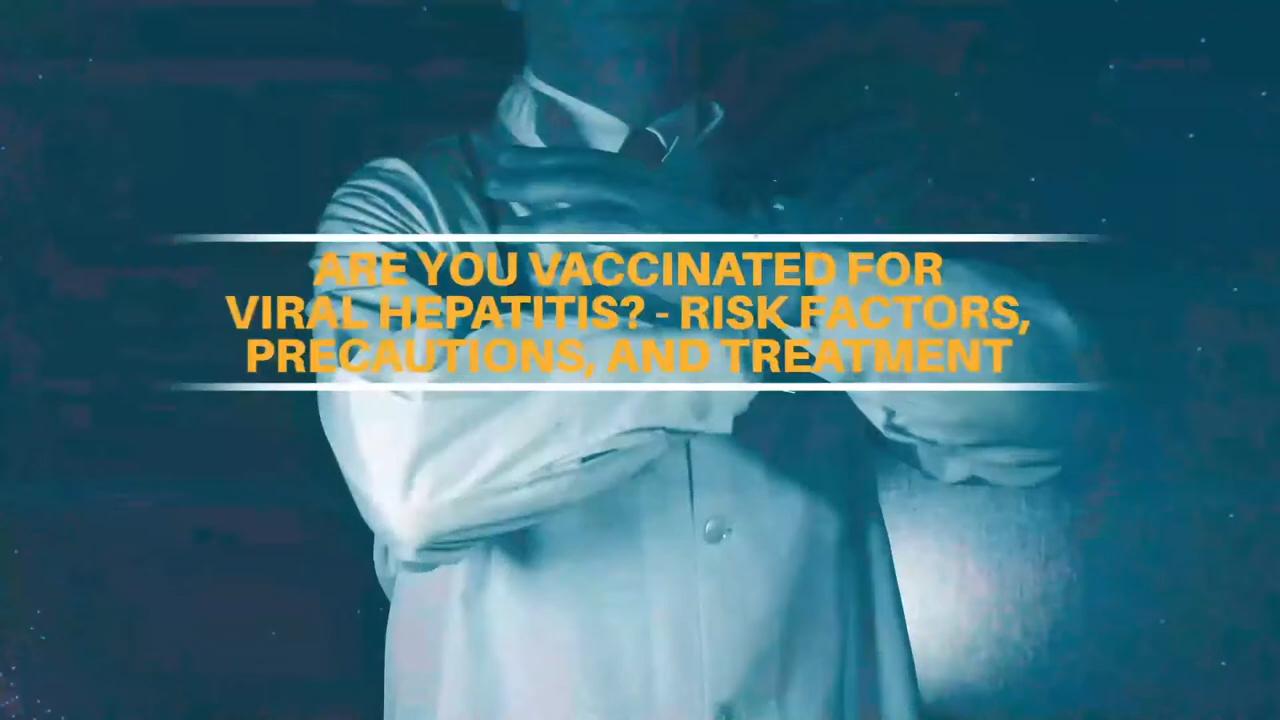 ARE YOU VACCINATED FOR
VIRAL HEPATITIS? - RISK FACTORS,
PRECAUTIONS, AND TREATMENT